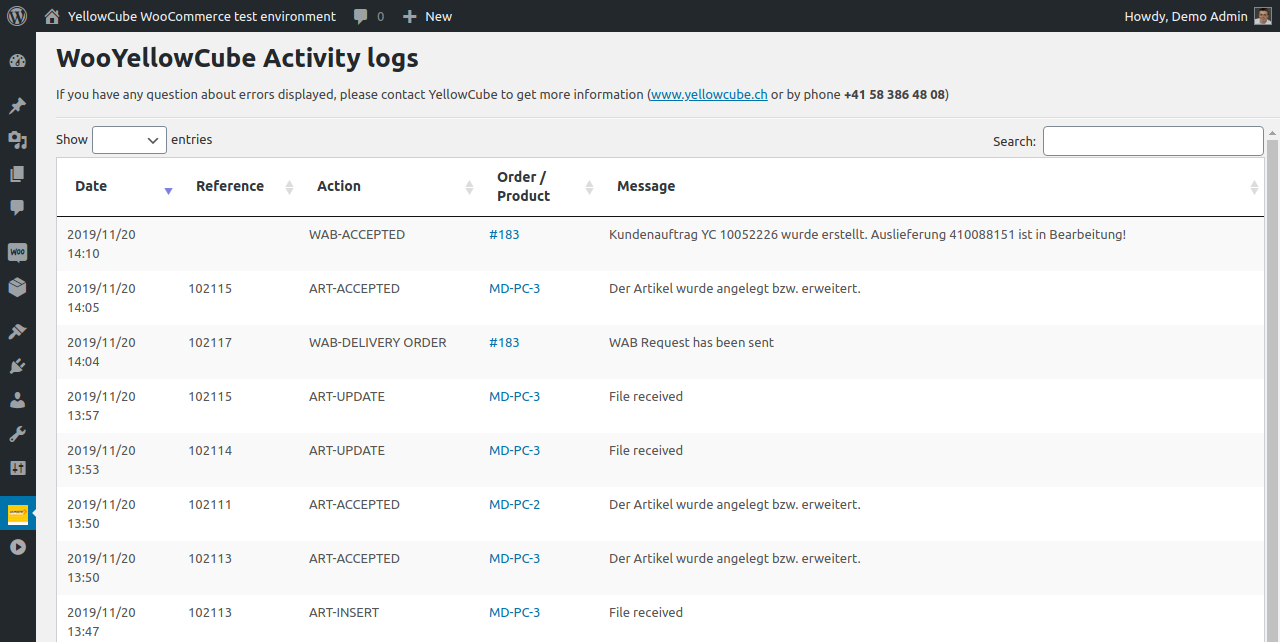 YellowCube WooCommerce test environment 0 New Howdy, Demo Admin
WooYellowCube Activity logs
If you have any question about errors displayed, please contact YellowCube to get more information (www.yellowcube.ch or by phone +41 58 386 48 08)
Show entries Search:
Date Reference Action Order / Product Message
2019/11/20 14:10 WAB-ACCEPTED #183 Kundenauftrag YC 10052226 wurde erstellt. Auslieferung 410088151 ist in Bearbeitung!
2019/11/20 14:05 102115 ART-ACCEPTED MD-PC-3 Der Artikel wurde angelegt bzw. erweitert.
2019/11/20 14:04 102117 WAB-DELIVERY ORDER #183 WAB Request has been sent
2019/11/20 13:57 102115 ART-UPDATE MD-PC-3 File received
2019/11/20 13:53 102114 ART-UPDATE MD-PC-3 File received
2019/11/20 13:50 102111 ART-ACCEPTED MD-PC-2 Der Artikel wurde angelegt bzw. erweitert.
2019/11/20 13:50 102113 ART-ACCEPTED MD-PC-3 Der Artikel wurde angelegt bzw. erweitert.
2019/11/20 13:47 102113 ART-INSERT MD-PC-3 File received
woo